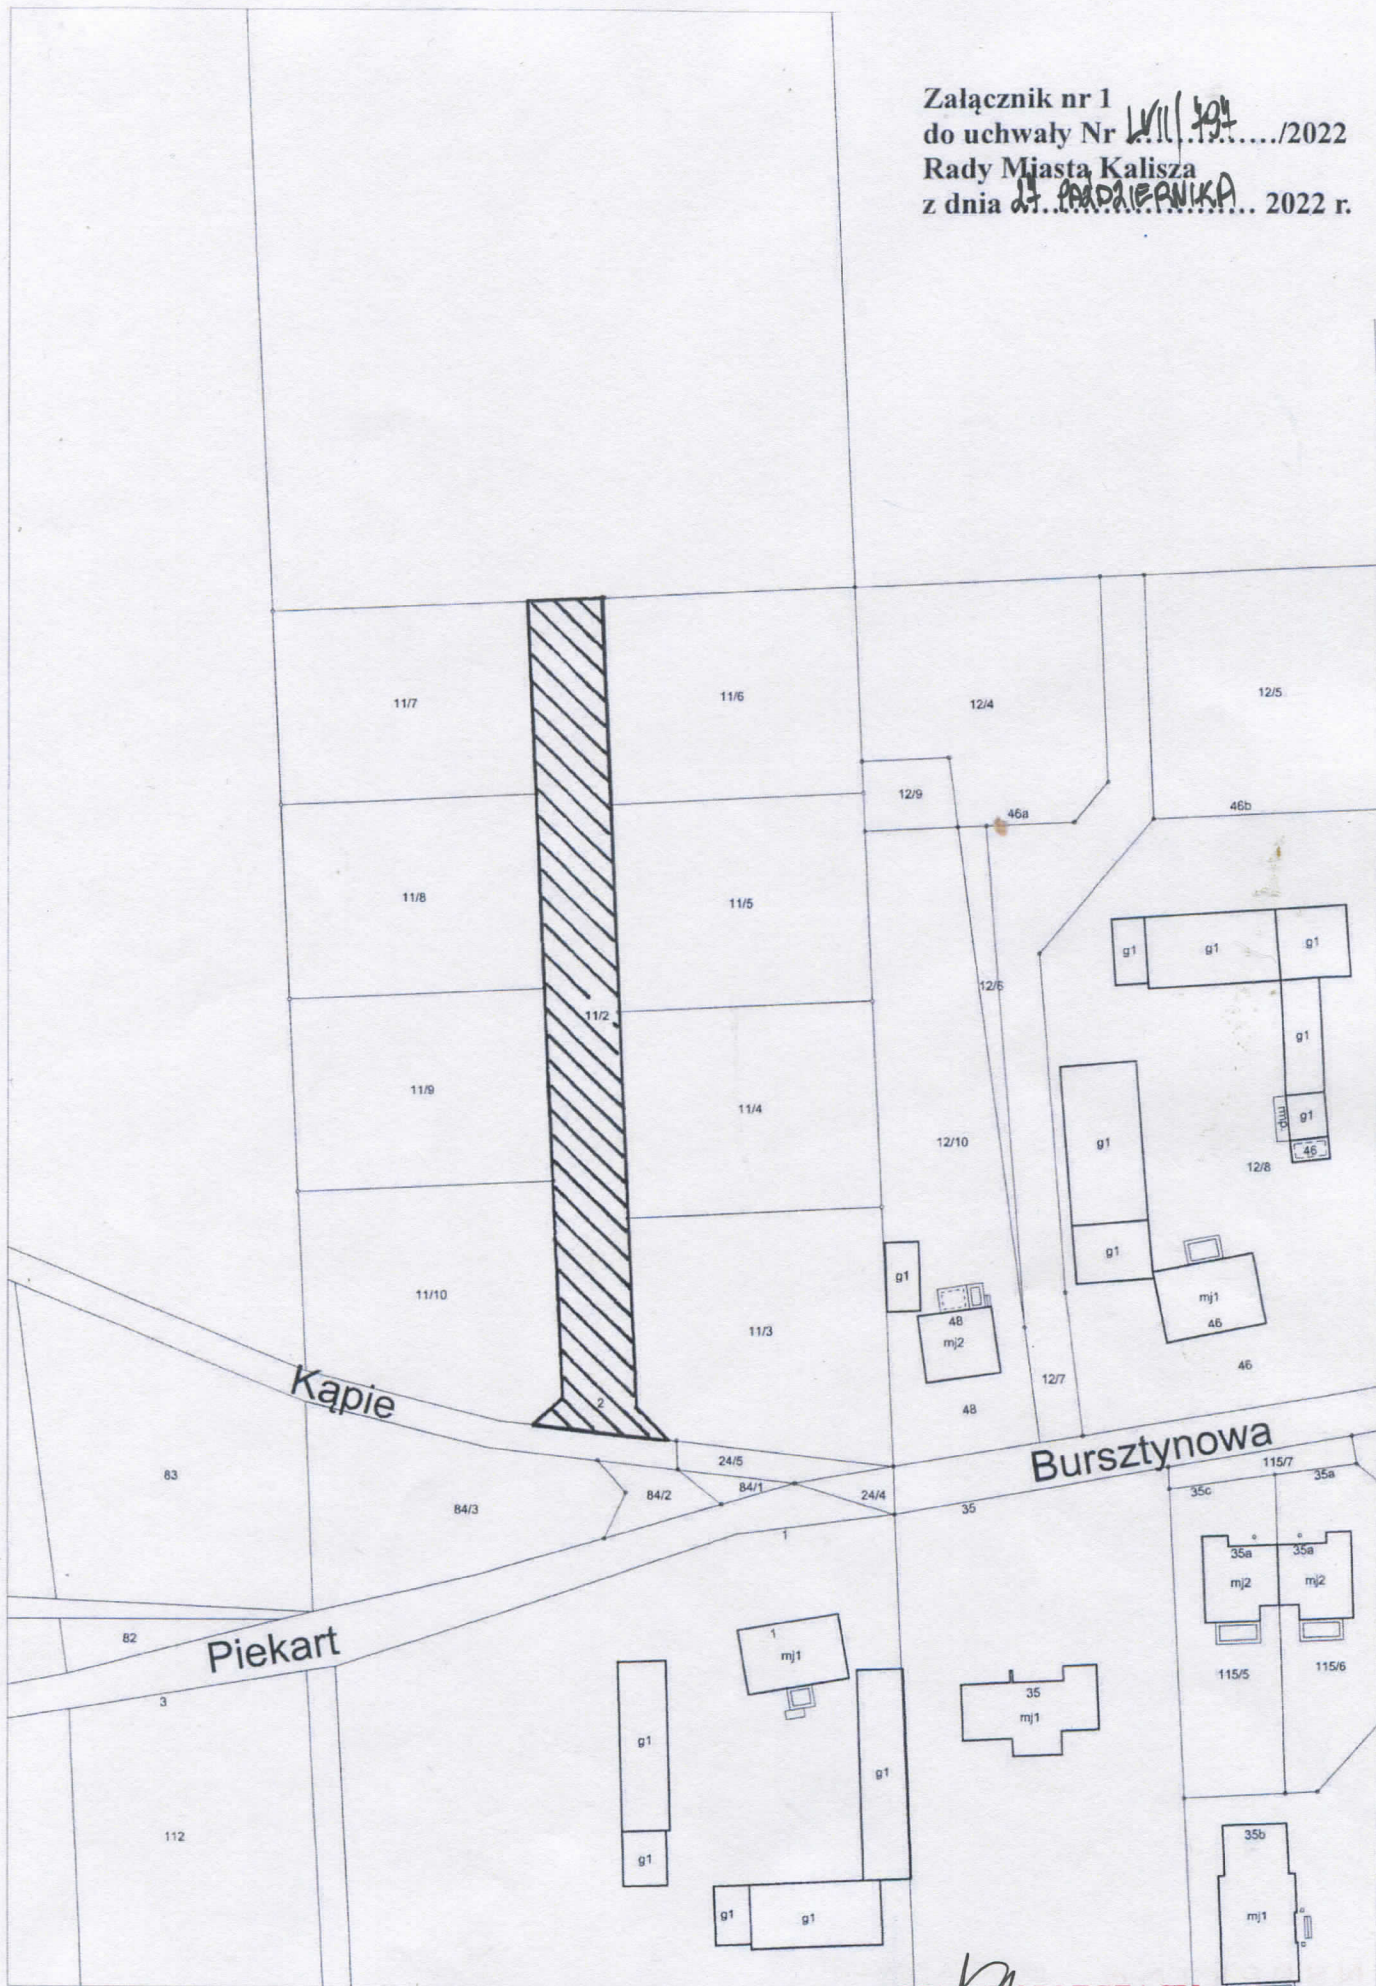 Załącznik nr 1
do uchwały Nr LVII/797/2022
Rady Miasta Kalisza
z dnia 27 PAŹDZIERNIKA 2022 r.
11/7
11/6
12/4
12/5
12/9
46a
46b
11/8
11/5
g1
g1
g1
12/6
11/2
g1
11/9
11/4
g1
mp.
12/10
g1
46
12/8
g1
g1
11/10
mj1
46
11/3
48
mj2
46
12/7
48
2
Kąpie
Bursztynowa
83
24/5
115/7
35a
84/3
84/2
84/1
24/4
35
35c
1
35a
35a
mj2
mj2
82
Piekart
1
mj1
115/5
115/6
3
35
mj1
g1
g1
112
35b
g1
g1
g1
mj1